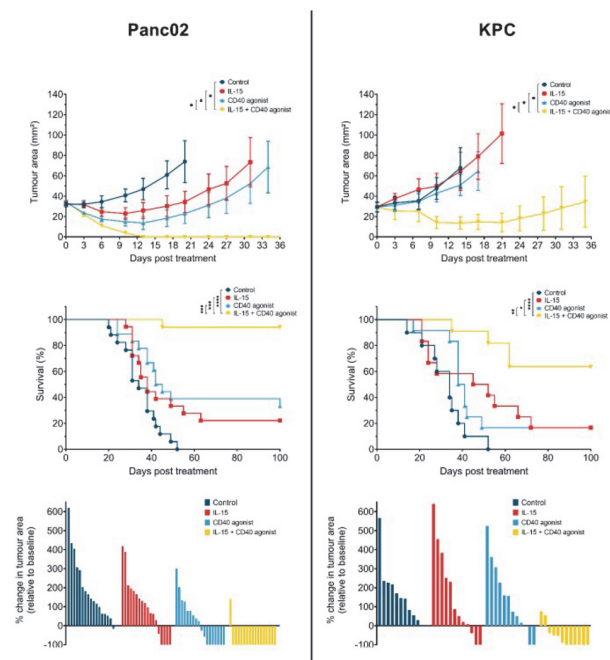 Panc02
Control
IL-15
CD40 agonist
IL-15 + CD40 agonist
140
120
100
80
60
40
20
0
Tumour area (mm²)
0 3 6 9 12 15 18 21 24 27 30 33 36
Days post treatment
Control
IL-15
CD40 agonist
IL-15 + CD40 agonist
100
80
60
40
20
0
Survival (%)
0 20 40 60 80 100
Days post treatment
Control
IL-15
CD40 agonist
IL-15 + CD40 agonist
600
500
400
300
200
100
0
-100
% change in tumour area
(relative to baseline)
KPC
Control
IL-15
CD40 agonist
IL-15 + CD40 agonist
140
120
100
80
60
40
20
0
Tumour area (mm²)
0 3 6 9 12 15 18 21 24 27 30 33 36
Days post treatment
Control
IL-15
CD40 agonist
IL-15 + CD40 agonist
100
80
60
40
20
0
Survival (%)
0 20 40 60 80 100
Days post treatment
Control
IL-15
CD40 agonist
IL-15 + CD40 agonist
600
500
400
300
200
100
0
-100
% change in tumour area
(relative to baseline)